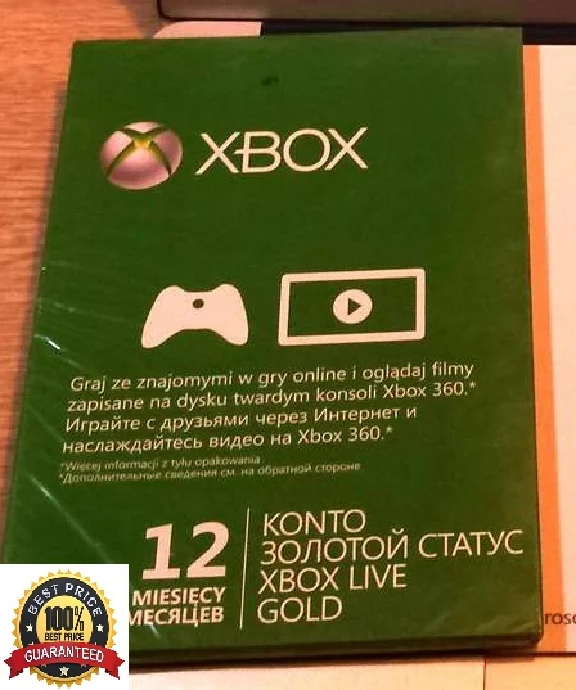 XBOX
Graj ze znajomymi w gry online i oglądaj filmy
zapisane na dysku twardym konsoli Xbox 360.*
Играйте с друзьями через Интернет и
наслаждайтесь видео на Xbox 360.*
*Więcej informacji z tyłu opakowania
*Дополнительные сведения см. на обратной стороне
12
MIESIĘCY
МЕСЯЦЕВ
KONTO
ЗОЛОТОЙ СТАТУС
XBOX LIVE
GOLD
BEST PRICE
100%
BEST PRICE
GUARANTEED